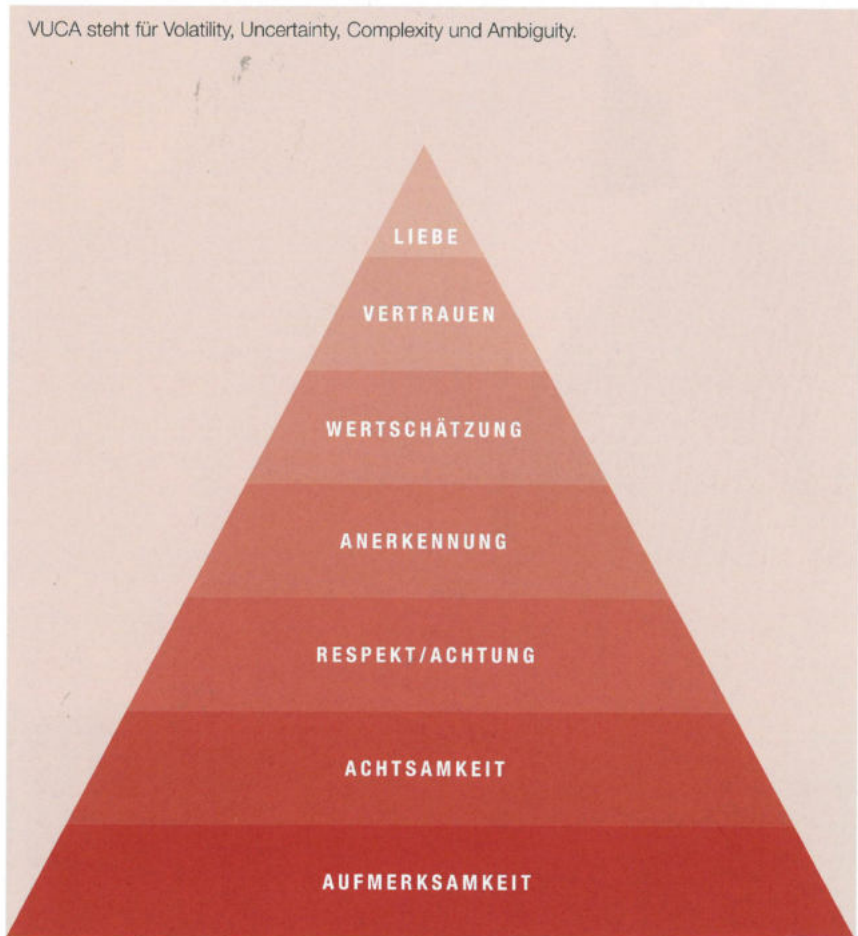 VUCA steht für Volatility, Uncertainty, Complexity und Ambiguity.
LIEBE
VERTRAUEN
WERTSCHÄTZUNG
ANERKENNUNG
RESPEKT/ACHTUNG
ACHTSAMKEIT
AUFMERKSAMKEIT